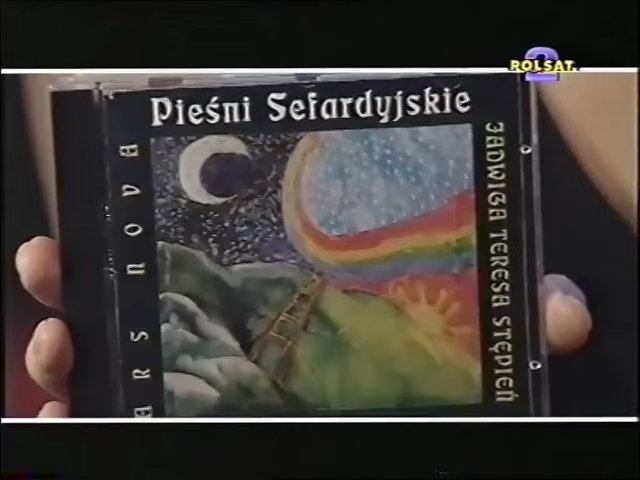 POLSAT 2
Pieśni Sefardyjskie
ARS NOVA
JADWIGA TERESA STĘPIEŃ